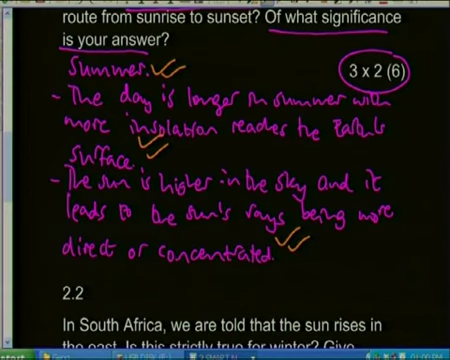 route from sunrise to sunset? Of what significance
is your answer?
Summer.
3 x 2 (6)
- The day is longer in summer with
more insolation reaches the Earth's
surface.
- The sun is higher in the sky and it
leads to the sun's rays being more
direct or concentrated.
2.2
In South Africa, we are told that the sun rises in
the east. Is this strictly true for winter? Give
start